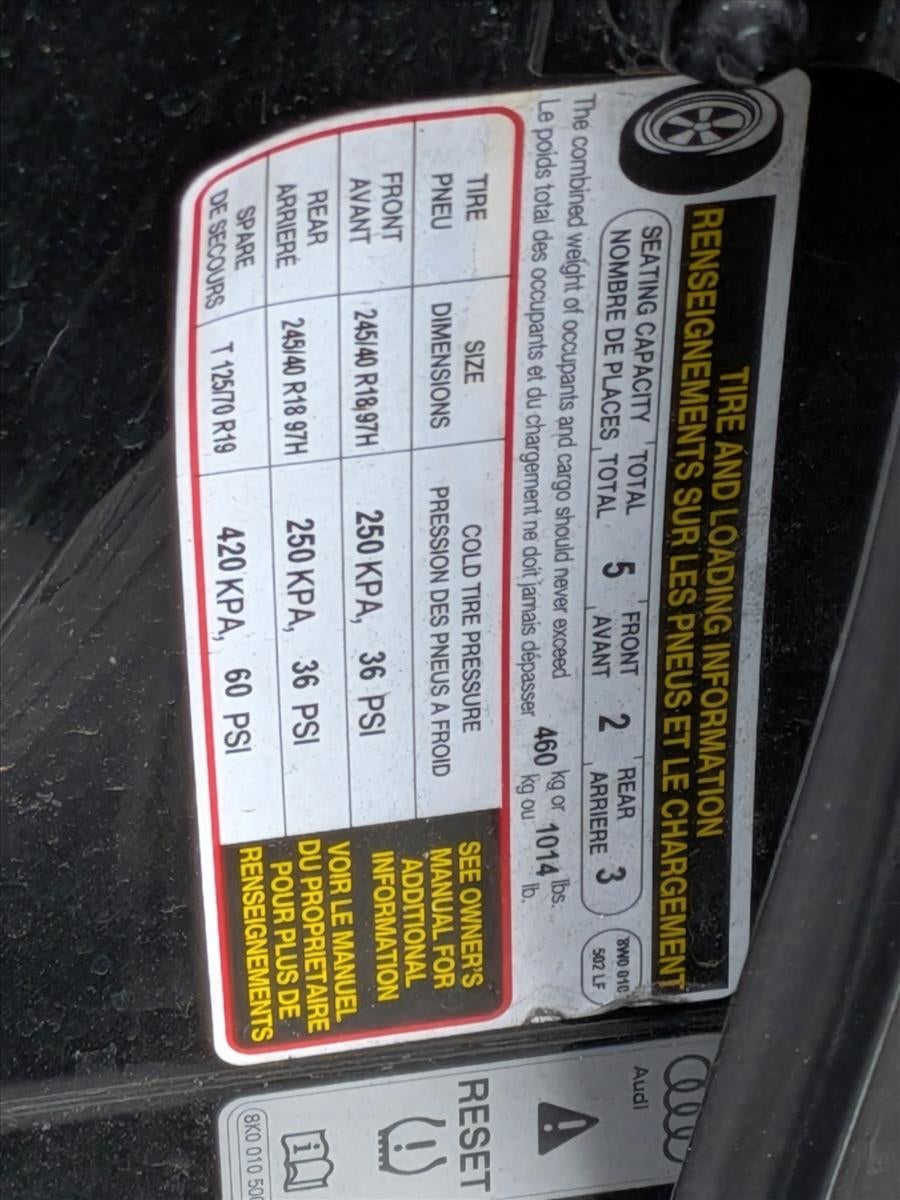 TIRE AND LOADING INFORMATION
RENSEIGNEMENTS SUR LES PNEUS ET LE CHARGEMENT
SEATING CAPACITY TOTAL 5 FRONT 2 REAR 3
NOMBRE DE PLACES TOTAL AVANT ARRIERE
8W0 010
502 LF
The combined weight of occupants and cargo should never exceed 460 kg or 1014 lbs.
Le poids total des occupants et du chargement ne doit jamais dépasser kg ou lb.
TIRE SIZE COLD TIRE PRESSURE
PNEU DIMENSIONS PRESSION DES PNEUS A FROID
FRONT
AVANT 245/40 R18 97H 250 KPA, 36 PSI
REAR
ARRIERE 245/40 R18 97H 250 KPA, 36 PSI
SPARE
DE SECOURS T 125/70 R19 420 KPA, 60 PSI
SEE OWNER'S
MANUAL FOR
ADDTIONAL
INFORMATION
VOIR LE MANUEL
DU PROPRIETAIRE
POUR PLUS DE
RENSEIGNEMENTS
Audi
RESET
8K0 010 500